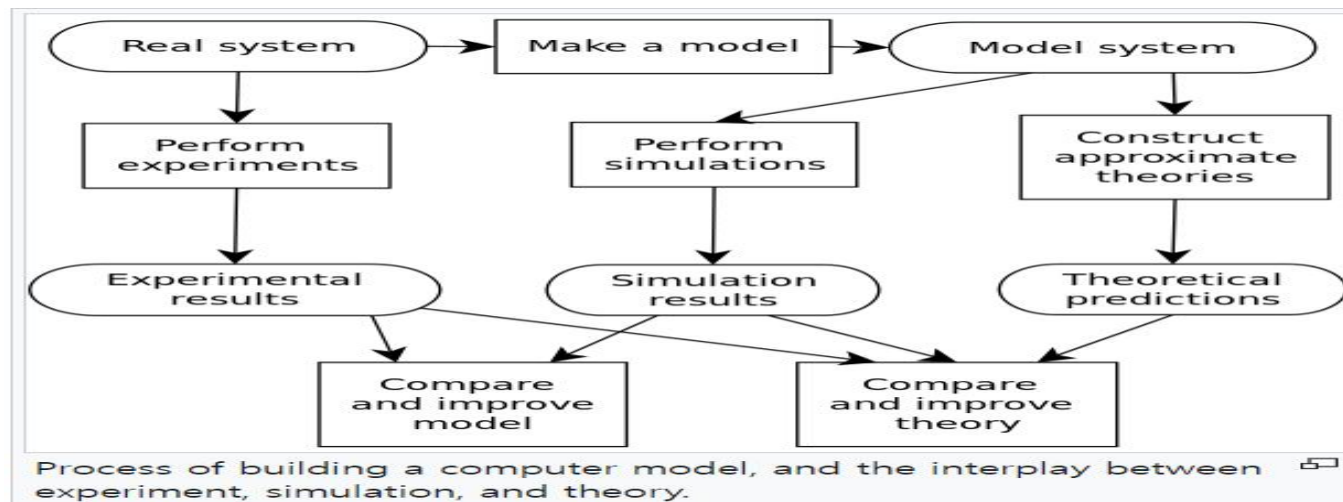 Real system
Make a model
Model system
Perform
experiments
Perform
simulations
Construct
approximate
theories
Experimental
results
Simulation
results
Theoretical
predictions
Compare
and improve
model
Compare
and improve
theory
Process of building a computer model, and the interplay between
experiment, simulation, and theory.